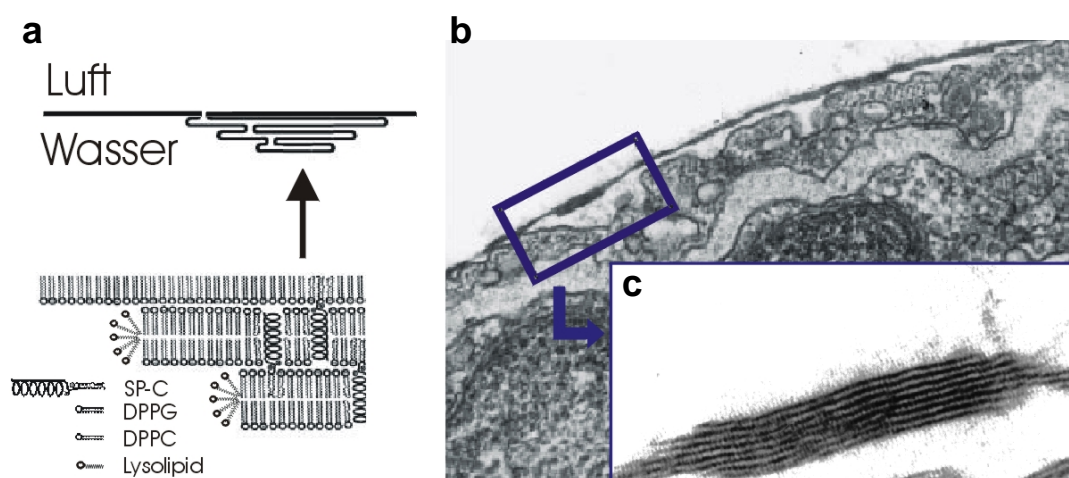 a
Luft
Wasser
SP-C
DPPG
DPPC
Lysolipid
b
c